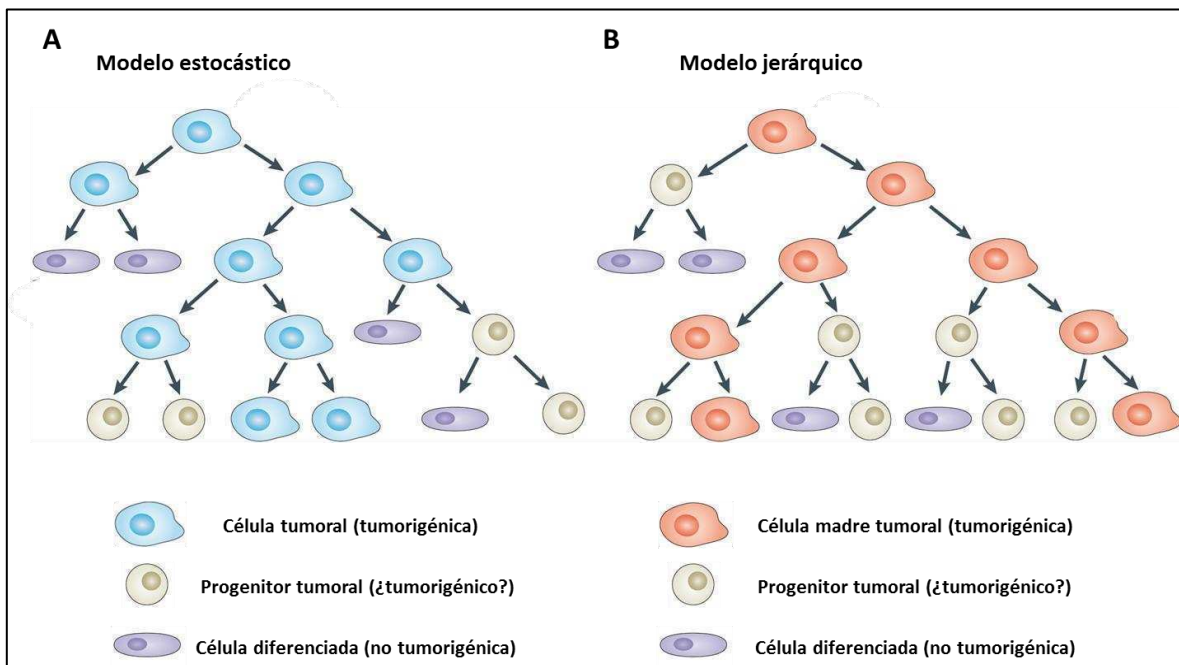 A
Modelo estocástico
B
Modelo jerárquico
Célula tumoral (tumorigénica)
Célula madre tumoral (tumorigénica)
Progenitor tumoral (¿tumorigénico?)
Progenitor tumoral (¿tumorigénico?)
Célula diferenciada (no tumorigénica)
Célula diferenciada (no tumorigénica)